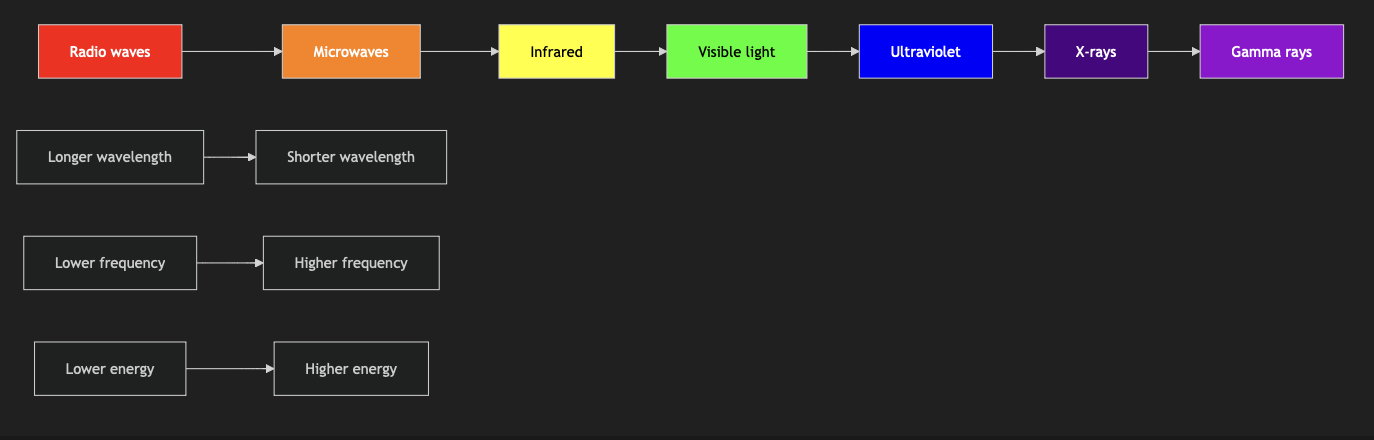 Radio waves
Microwaves
Infrared
Visible light
Ultraviolet
X-rays
Gamma rays
Longer wavelength
Shorter wavelength
Lower frequency
Higher frequency
Lower energy
Higher energy